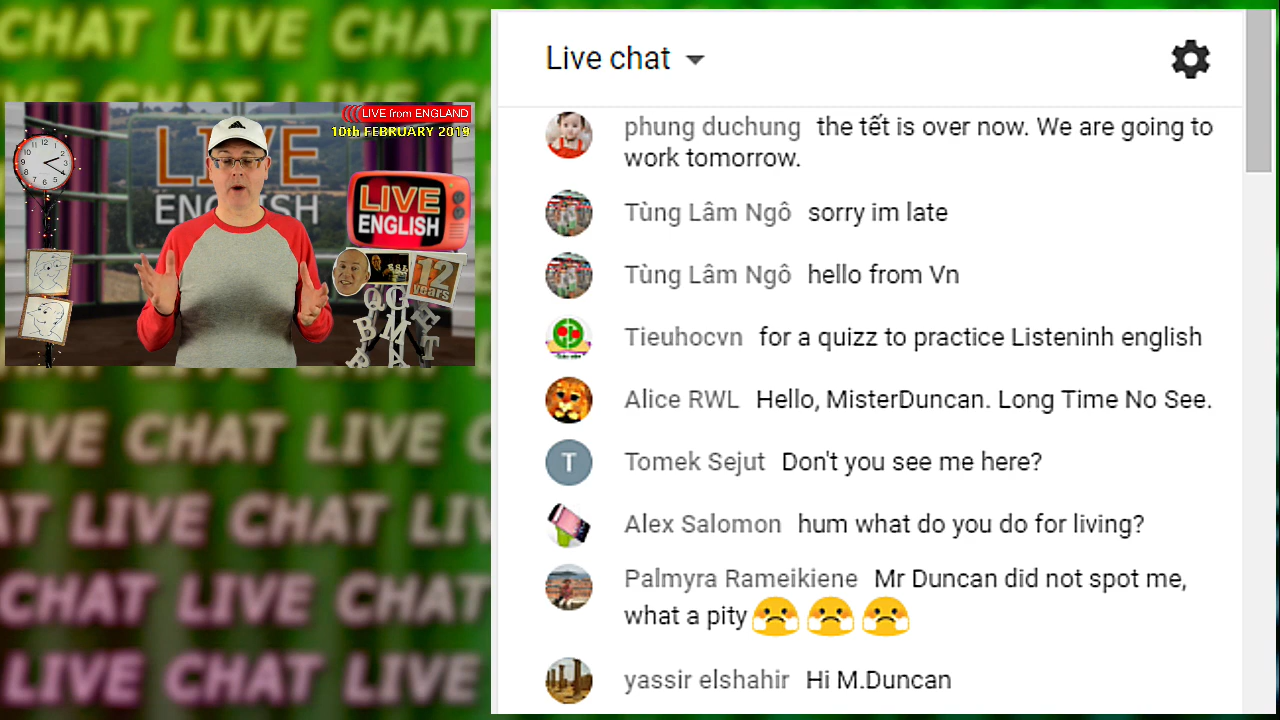 CHAT LIVE CHAT
LIVE from ENGLAND
10th FEBRUARY 2019
LIVE
ENGLISH
LIVE
ENGLISH
12
years
LIVE CHAT LIVE C
AT LIVE CHAT LIV
CHAT LIVE CHAT
LIVE CHAT LIVE
Live chat
phung duchung the tết is over now. We are going to
work tomorrow.
Tùng Lâm Ngô sorry im late
Tùng Lâm Ngô hello from Vn
Tieuhocvn for a quizz to practice Listeninh english
Alice RWL Hello, MisterDuncan. Long Time No See.
T
Tomek Sejut Don't you see me here?
Alex Salomon hum what do you do for living?
Palmyra Rameikiene Mr Duncan did not spot me,
what a pity
yassir elshahir Hi M.Duncan